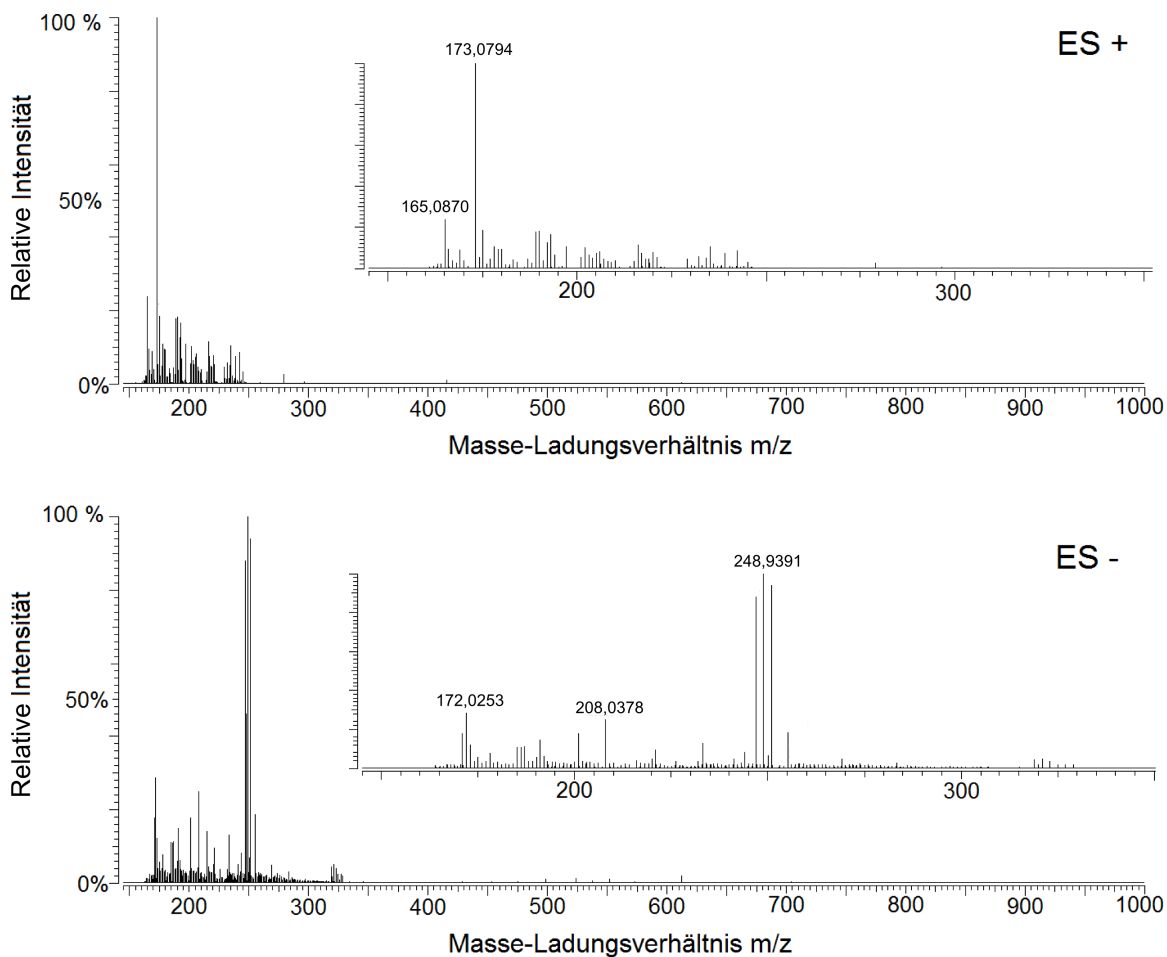 100 %
ES +
173,0794
165,0870
Relative Intensität
50%
200
300
0%
200 300 400 500 600 700 800 900 1000
Masse-Ladungsverhältnis m/z
100 %
ES -
248,9391
172,0253
208,0378
Relative Intensität
50%
200
300
0%
200 300 400 500 600 700 800 900 1000
Masse-Ladungsverhältnis m/z